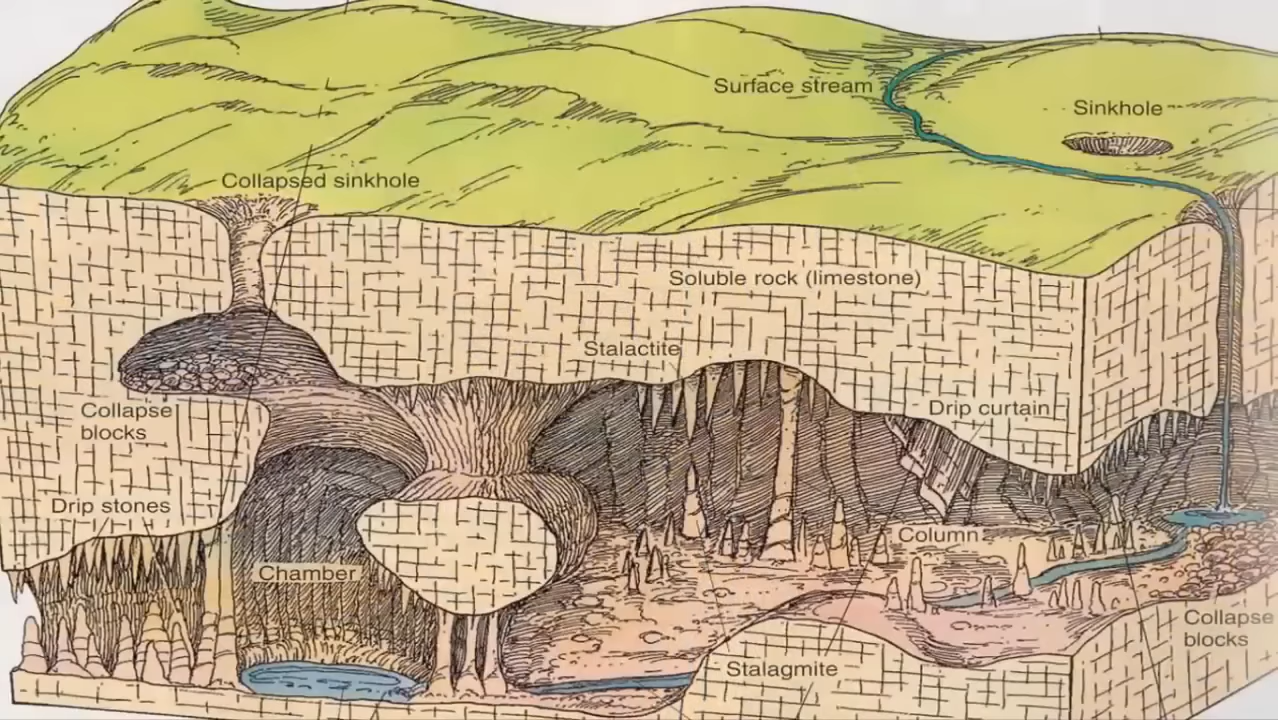 Surface stream
Sinkhole
Collapsed sinkhole
Soluble rock (limestone)
Stalactite
Drip curtain
Collapse
blocks
Drip stones
Column
Chamber
Collapse
blocks
Stalagmite